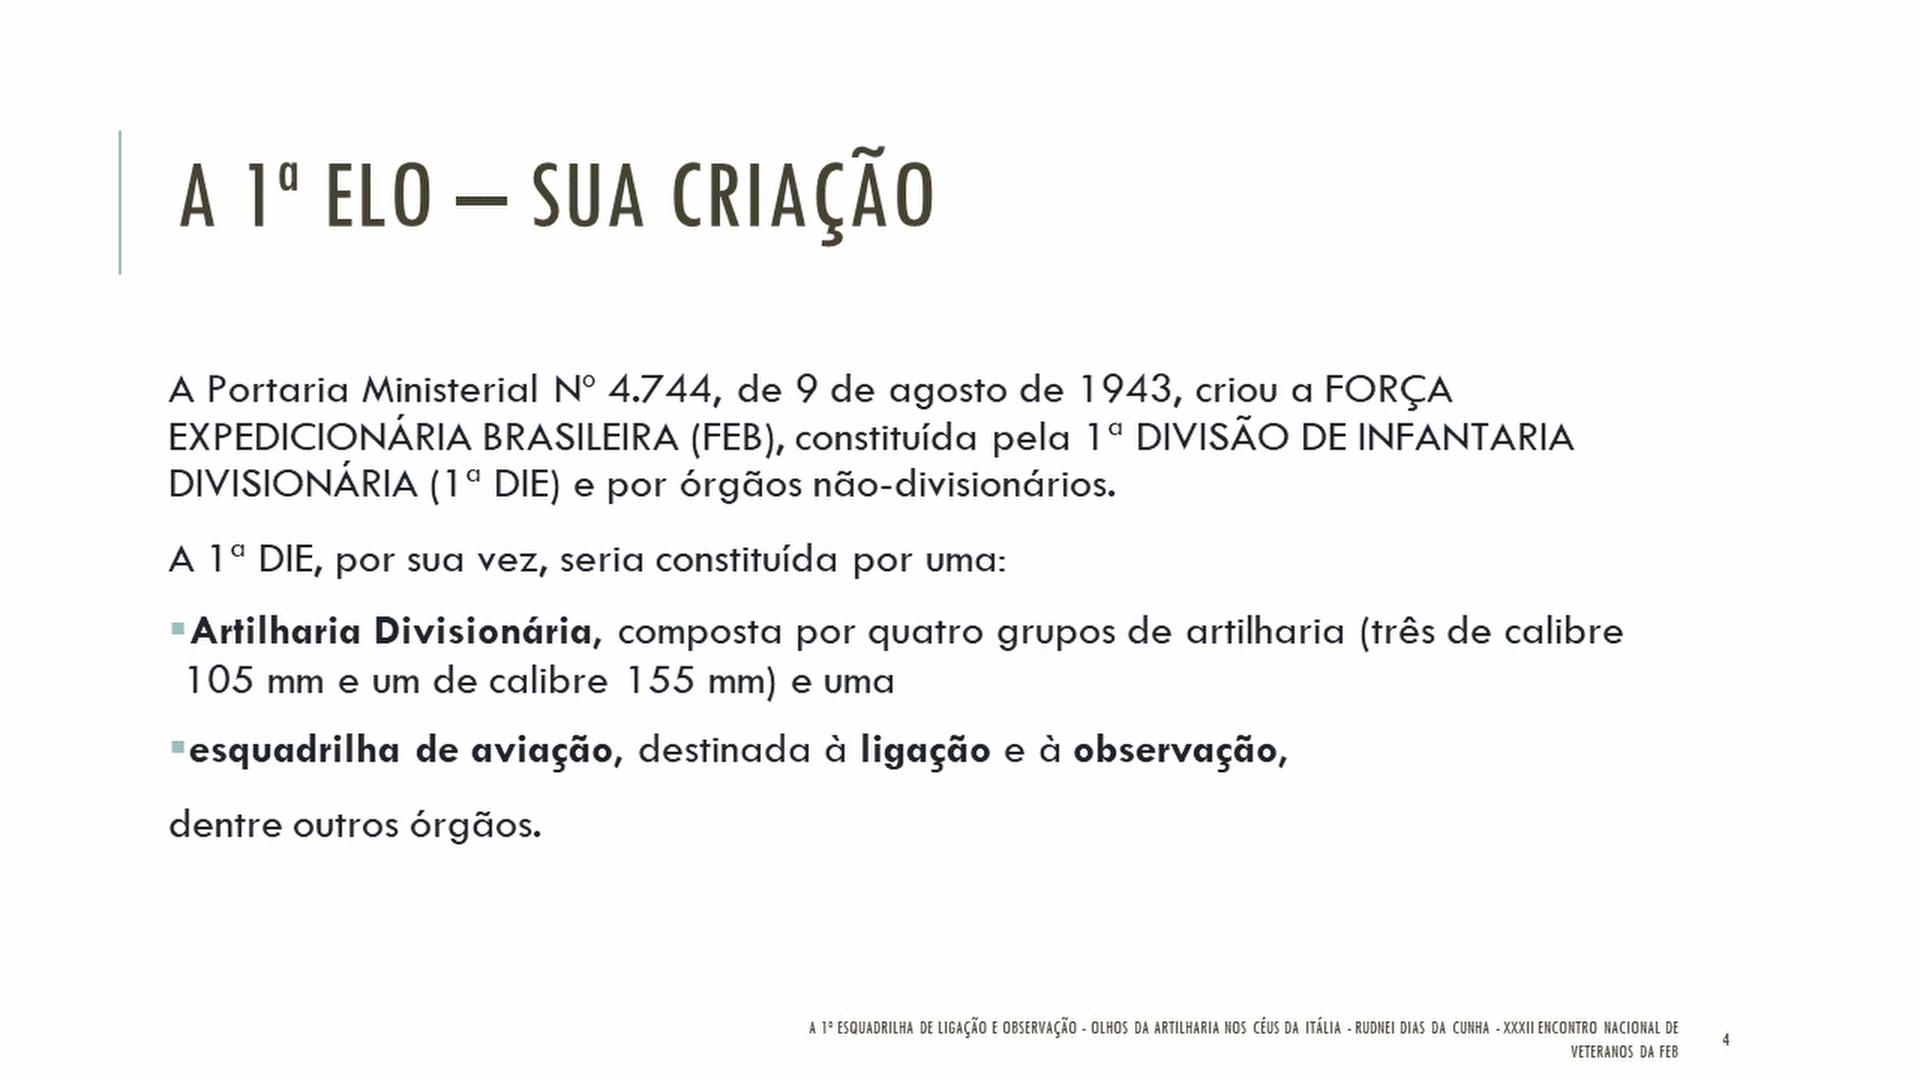 A 1ª ELO – SUA CRIAÇÃO
A Portaria Ministerial Nº 4.744, de 9 de agosto de 1943, criou a FORÇA
EXPEDICIONÁRIA BRASILEIRA (FEB), constituída pela 1ª DIVISÃO DE INFANTARIA
DIVISIONÁRIA (1ª DIE) e por órgãos não-divisionários.
A 1ª DIE, por sua vez, seria constituída por uma:
▪Artilharia Divisionária, composta por quatro grupos de artilharia (três de calibre
105 mm e um de calibre 155 mm) e uma
▪esquadrilha de aviação, destinada à ligação e à observação,
dentre outros órgãos.
A 1ª ESQUADRILHA DE LIGAÇÃO E OBSERVAÇÃO - OLHOS DA ARTILHARIA NOS CÉUS DA ITÁLIA - RUDNEI DIAS DA CUNHA - XXXII ENCONTRO NACIONAL DE
VETERANOS DA FEB
4